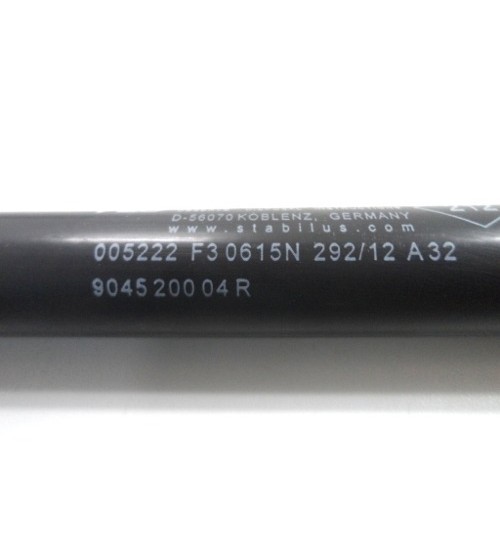 D-56070 KOBLENZ, GERMANY
www.stabilus.com
005222 F3 0615N 292/12 A32
9045 200 04 R